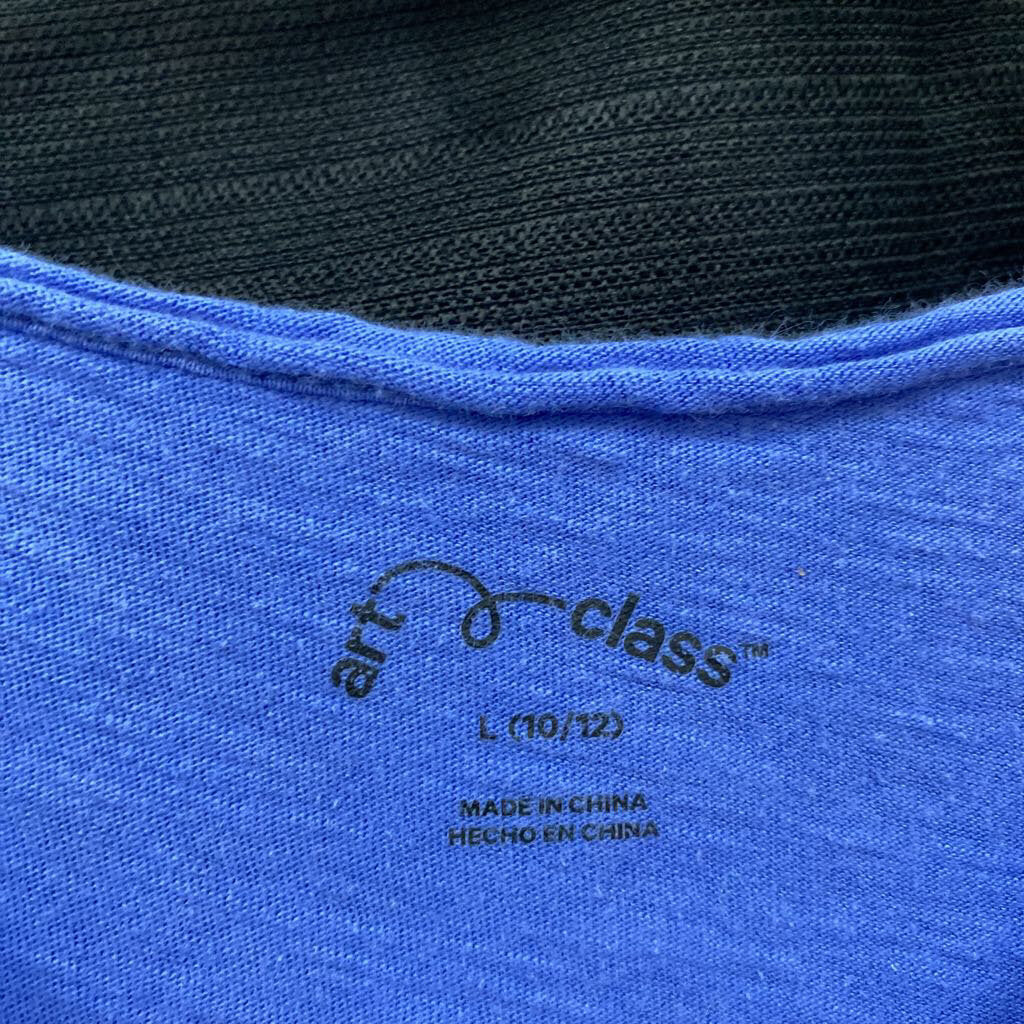 art class™
L (10/12)
MADE IN CHINA
HECHO EN CHINA